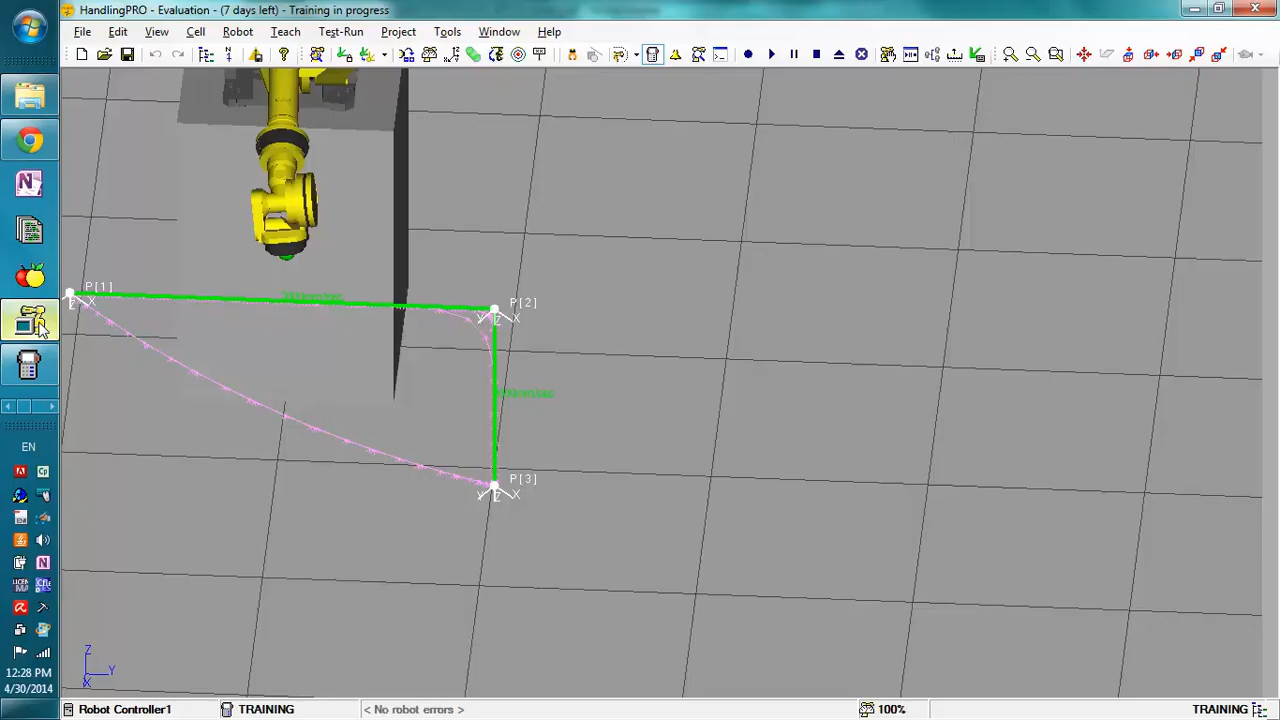 HandlingPRO - Evaluation - (7 days left) - Training in progress
File Edit View Cell Robot Teach Test-Run Project Tools Window Help
P[1]
P[2]
P[3]
X
Z
Y
X
Z
Y
X
Z
Z
Y
X
EN
12:28 PM
4/30/2014
Robot Controller1
TRAINING
< No robot errors >
100%
TRAINING